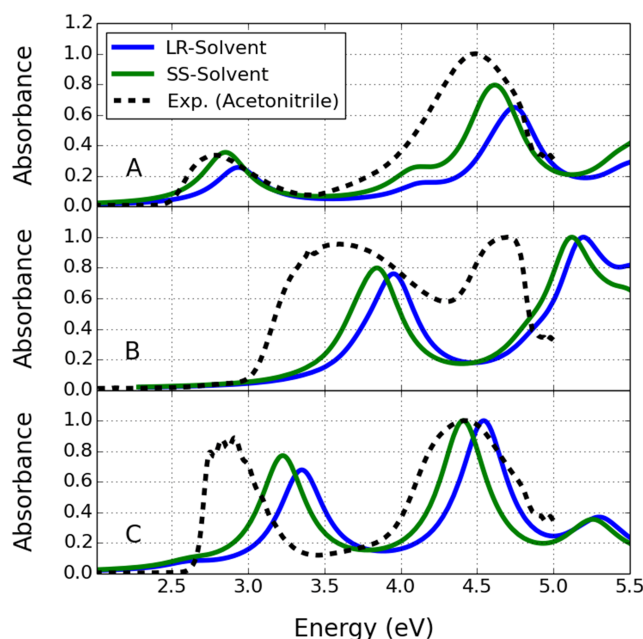 1.2
1.0
0.8
0.6
0.4
0.2
0.0
Absorbance
A
LR-Solvent
SS-Solvent
Exp. (Acetonitrile)
1.0
0.8
0.6
0.4
0.2
0.0
Absorbance
B
1.0
0.8
0.6
0.4
0.2
0.0
Absorbance
C
2.5 3.0 3.5 4.0 4.5 5.0 5.5
Energy (eV)